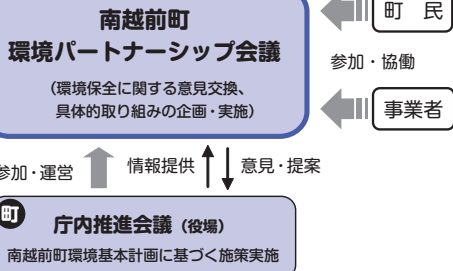 南越前町
環境パートナーシップ会議
(環境保全に関する意見交換、
具体的取り組みの企画・実施)
町 民
参加・協働
事業者
参加・運営
情報提供
意見・提案
町
庁内推進会議(役場)
南越前町環境基本計画に基づく施策実施